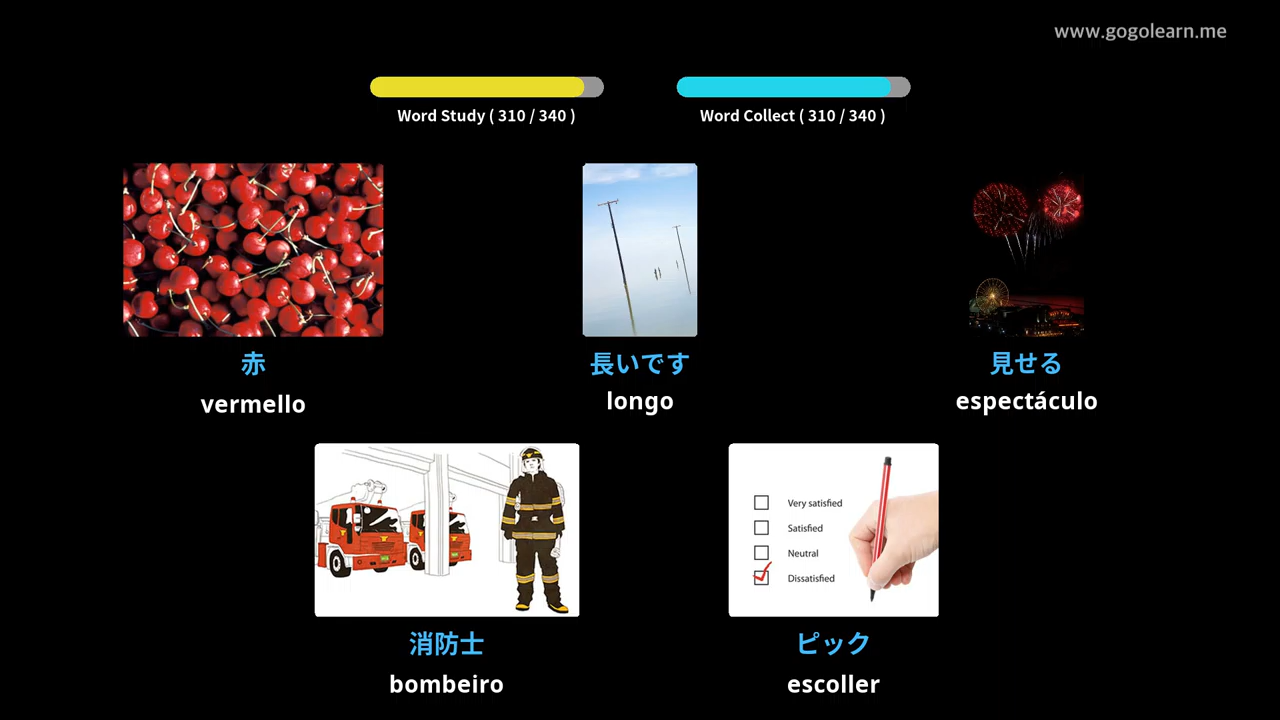 www.gogolearn.me
Word Study ( 310 / 340 )
Word Collect ( 310 / 340 )
赤
vermello
長いです
longo
見せる
espectáculo
Very satisfied
Satisfied
Neutral
Dissatisfied
消防士
bombeiro
ピック
escoller